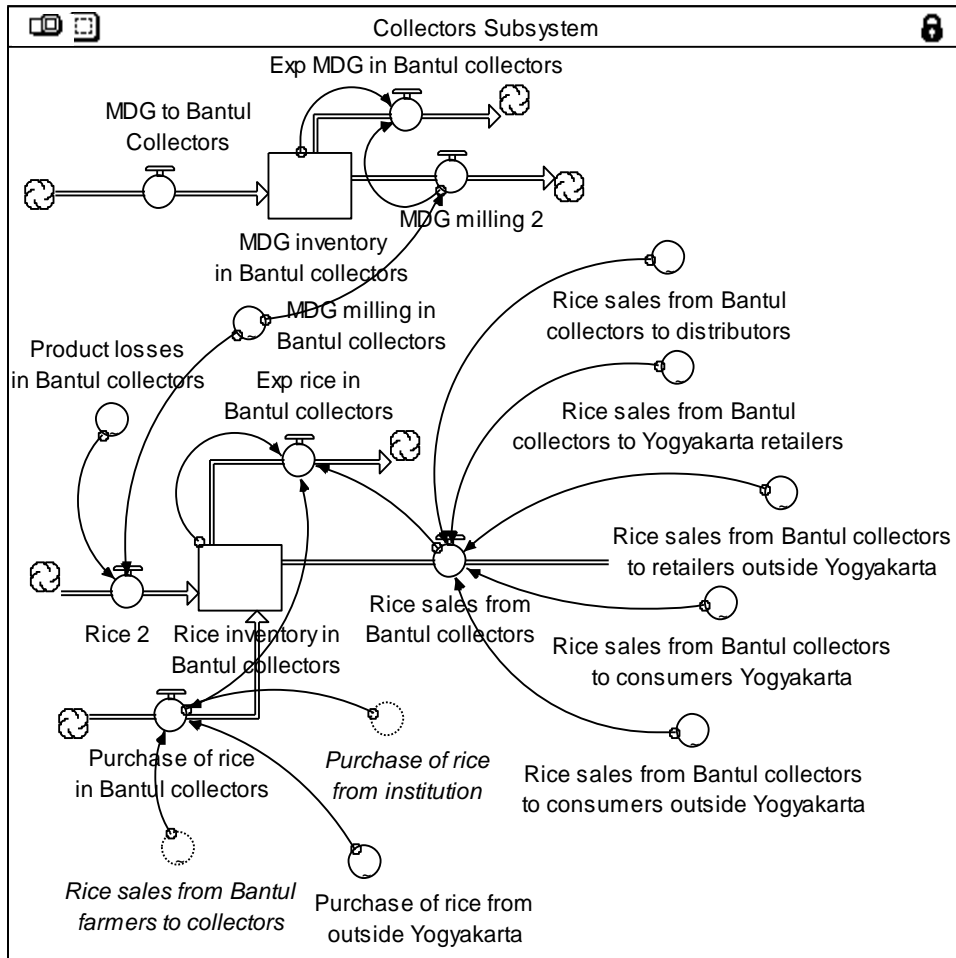 Collectors Subsystem
Exp MDG in Bantul collectors
MDG to Bantul
Collectors
MDG milling 2
MDG inventory
in Bantul collectors
MDG milling in
Bantul collectors
Rice sales from Bantul
collectors to distributors
Product losses
in Bantul collectors
Exp rice in
Bantul collectors
Rice sales from Bantul
collectors to Yogyakarta retailers
Rice sales from Bantul collectors
to retailers outside Yogyakarta
Rice 2
Rice inventory in
Bantul collectors
Rice sales from
Bantul collectors
Rice sales from Bantul collectors
to consumers Yogyakarta
Purchase of rice
in Bantul collectors
Purchase of rice
from institution
Rice sales from Bantul collectors
to consumers outside Yogyakarta
Rice sales from Bantul
farmers to collectors
Purchase of rice from
outside Yogyakarta